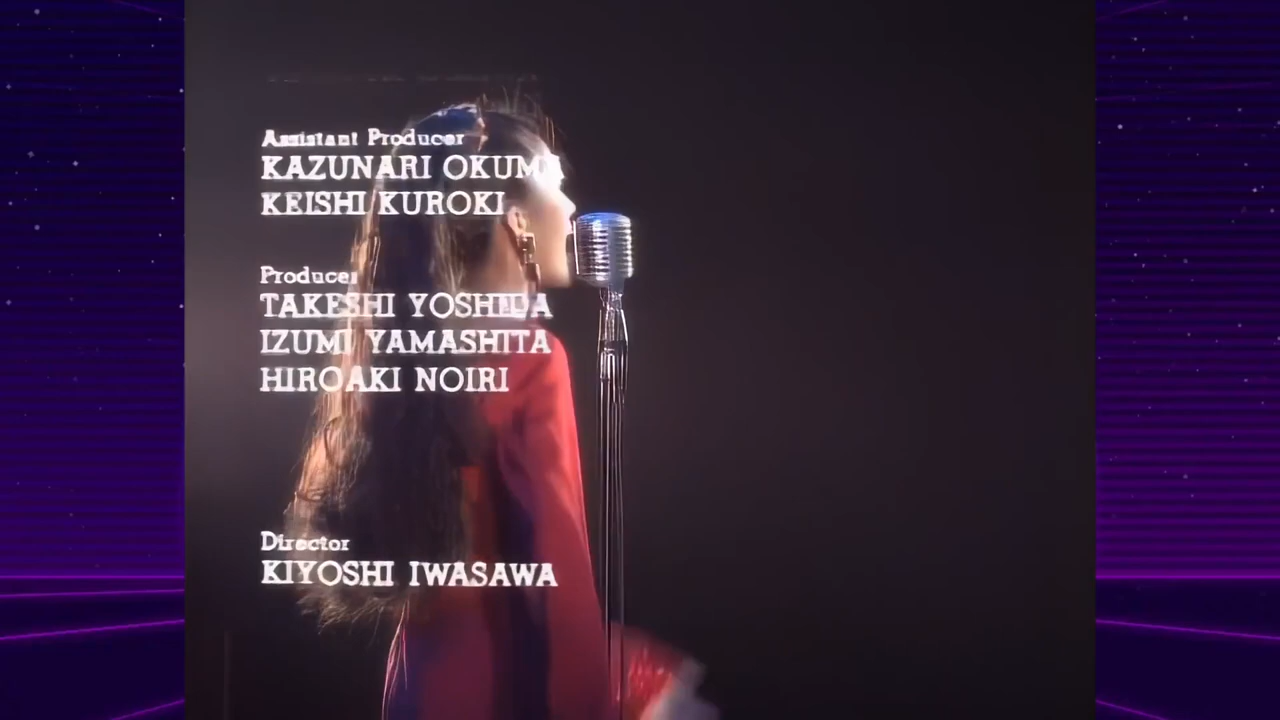 Assistant Producer
KAZUNARI OKUMA
KEISHI KUROKI
Producer
TAKESHI YOSHIDA
IZUMI YAMASHITA
HIROAKI NOIRI
Director
KIYOSHI IWASAWA